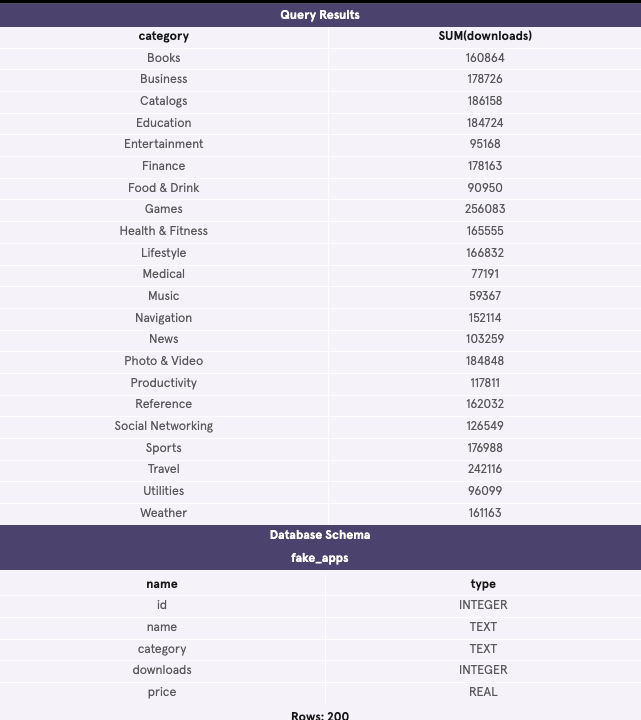 Query Results
category SUM(downloads)
Books 160864
Business 178726
Catalogs 186158
Education 184724
Entertainment 95168
Finance 178163
Food & Drink 90950
Games 256083
Health & Fitness 165555
Lifestyle 166832
Medical 77191
Music 59367
Navigation 152114
News 103259
Photo & Video 184848
Productivity 117811
Reference 162032
Social Networking 126549
Sports 176988
Travel 242116
Utilities 96099
Weather 161163
Database Schema
fake_apps
name type
id INTEGER
name TEXT
category TEXT
downloads INTEGER
price REAL
Rows: 200